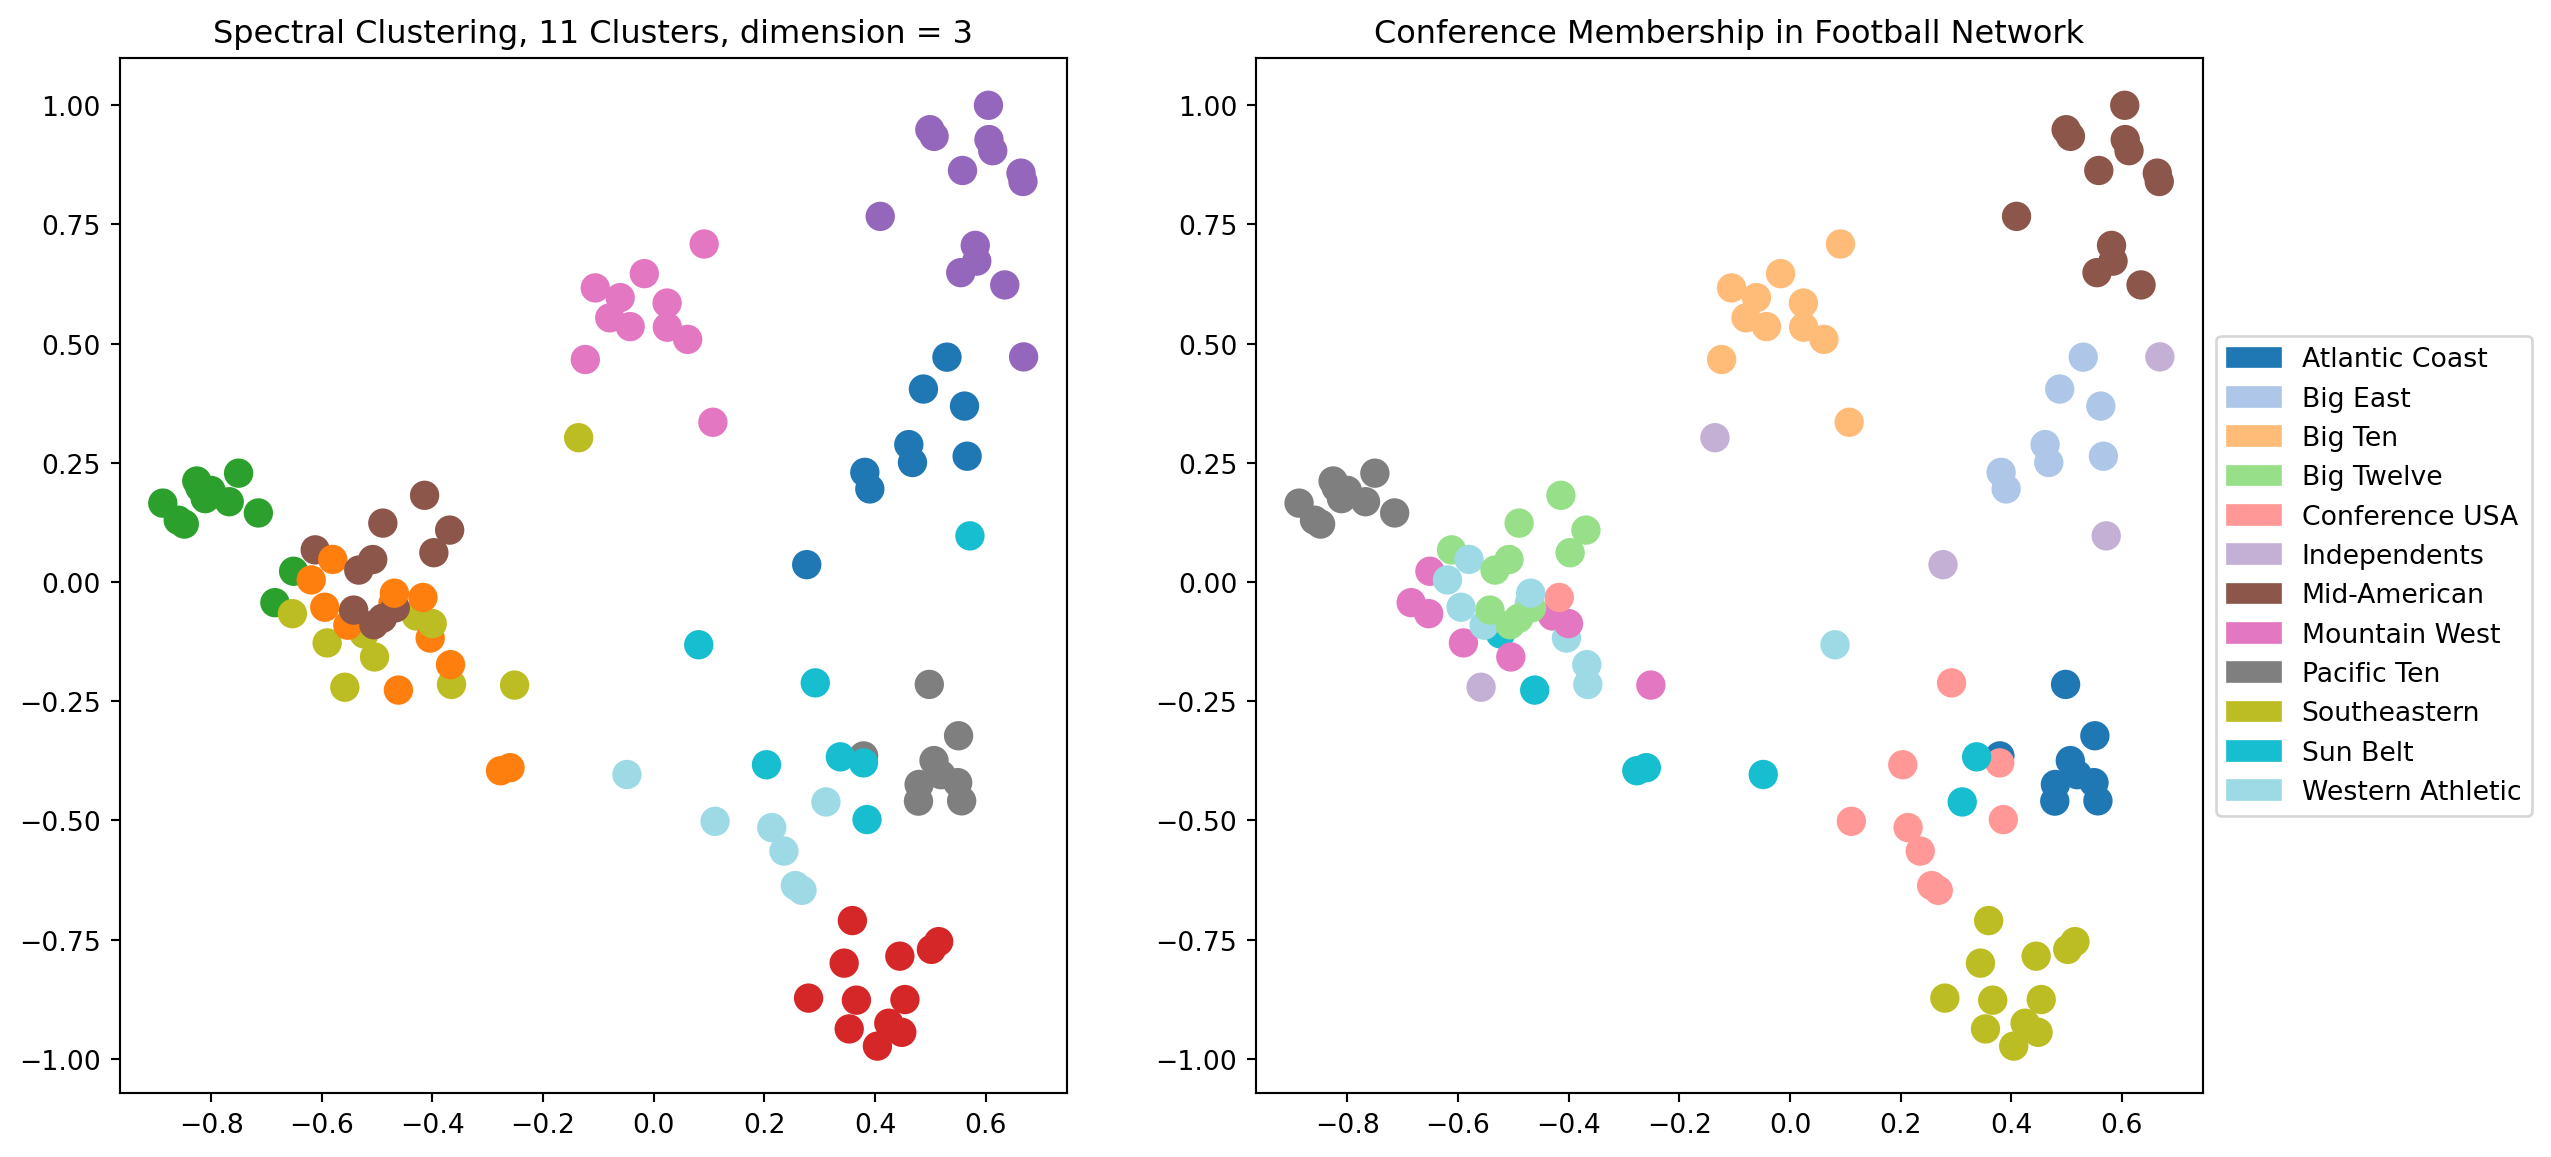 Spectral Clustering, 11 Clusters, dimension = 3
1.00
0.75
0.50
0.25
0.00
−0.25
−0.50
−0.75
−1.00
−0.8 −0.6 −0.4 −0.2 0.0 0.2 0.4 0.6
Conference Membership in Football Network
1.00
0.75
0.50
0.25
0.00
−0.25
−0.50
−0.75
−1.00
−0.8 −0.6 −0.4 −0.2 0.0 0.2 0.4 0.6
Atlantic Coast
Big East
Big Ten
Big Twelve
Conference USA
Independents
Mid-American
Mountain West
Pacific Ten
Southeastern
Sun Belt
Western Athletic